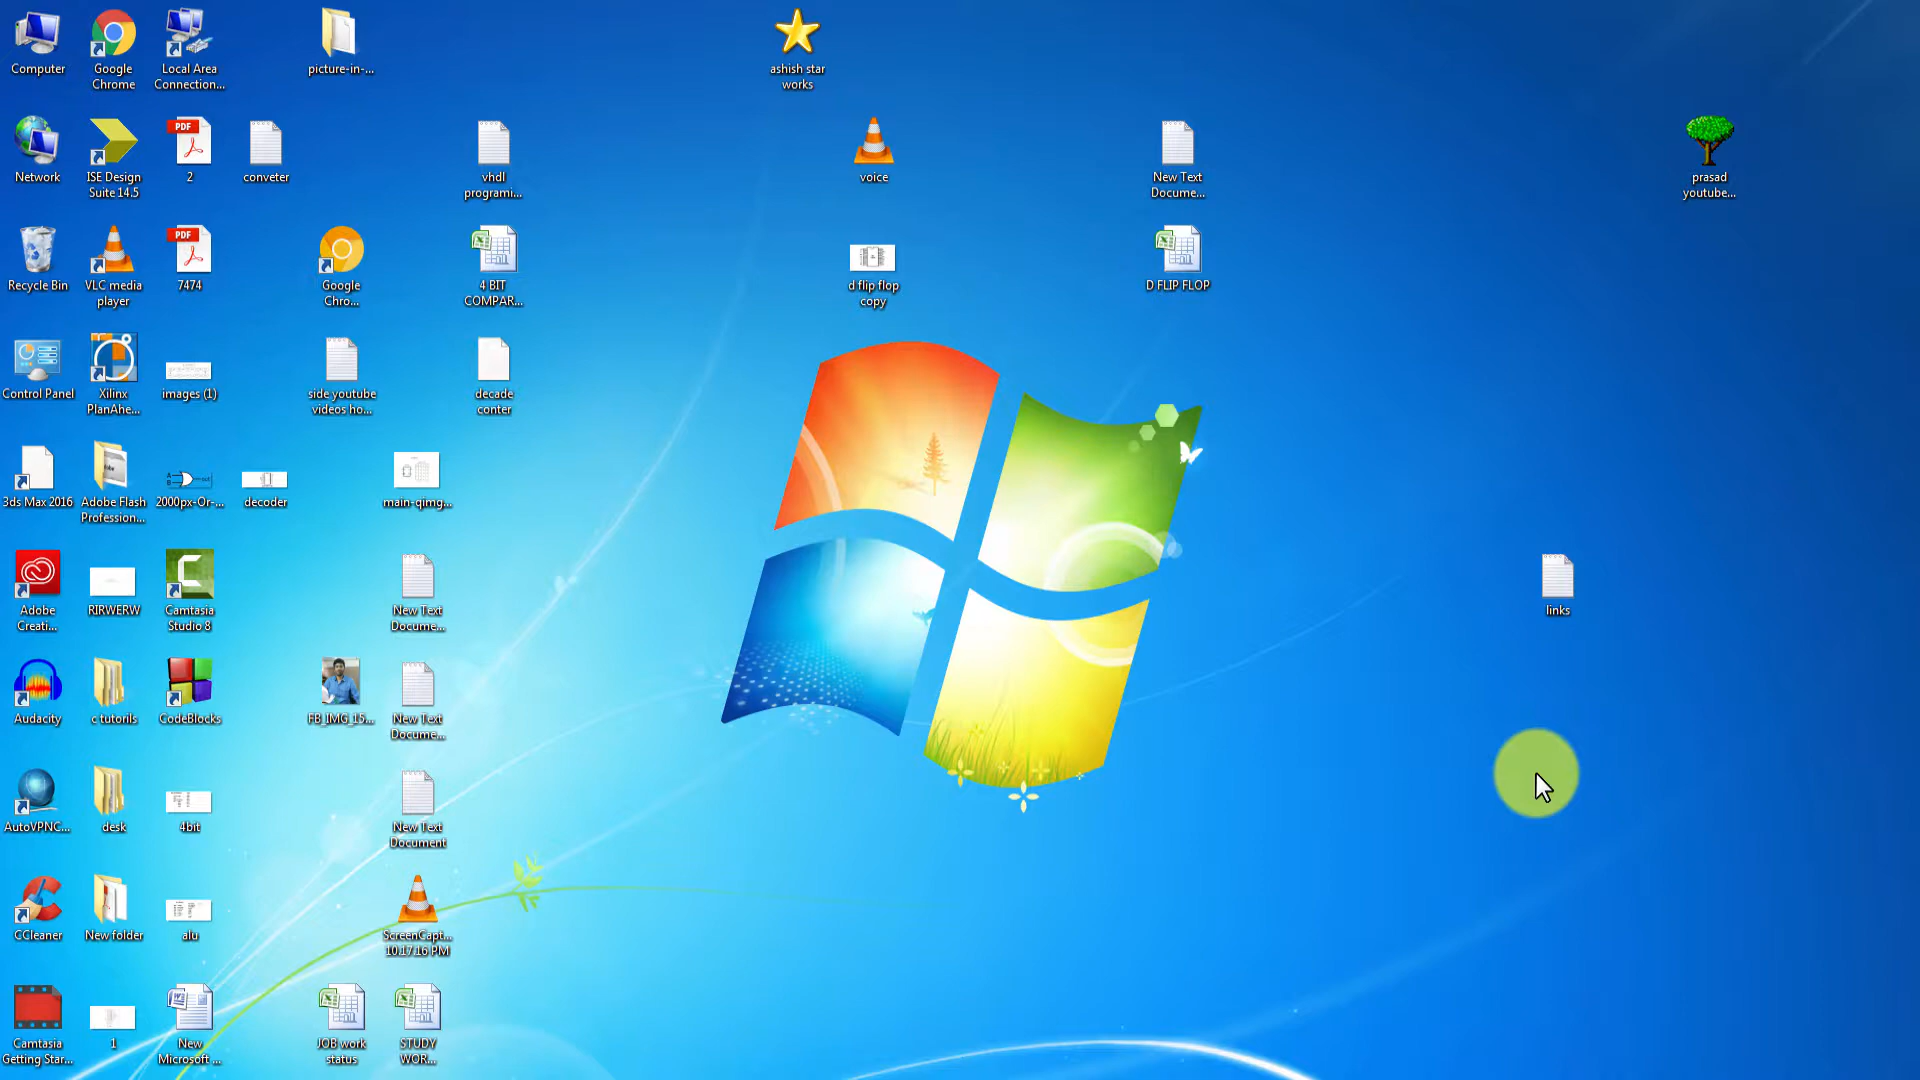 Computer
Google
Chrome
Local Area
Connection...
picture-in-...
ashish star
works
Network
ISE Design
Suite 14.5
2
conveter
vhdl
programi...
voice
New Text
Docume...
prasad
youtube...
Recycle Bin
VLC media
player
7474
Google
Chro...
4 BIT
COMPAR...
d flip flop
copy
D FLIP FLOP
Control Panel
Xilinx
PlanAhe...
images (1)
side youtube
videos ho...
decade
conter
3ds Max 2016
Adobe Flash
Profession...
2000px-Or-...
decoder
main-qimg...
Adobe
Creati...
RIRWERW
Camtasia
Studio 8
New Text
Docume...
links
Audacity
c tutorils
CodeBlocks
FB_IMG_15...
New Text
Docume...
AutoVPNC...
desk
4bit
New Text
Document
CCleaner
New folder
alu
ScreenCapt...
10.17.16 PM
Camtasia
Getting Star...
1
New
Microsoft ...
JOB work
status
STUDY
WOR...
PDF
PDF